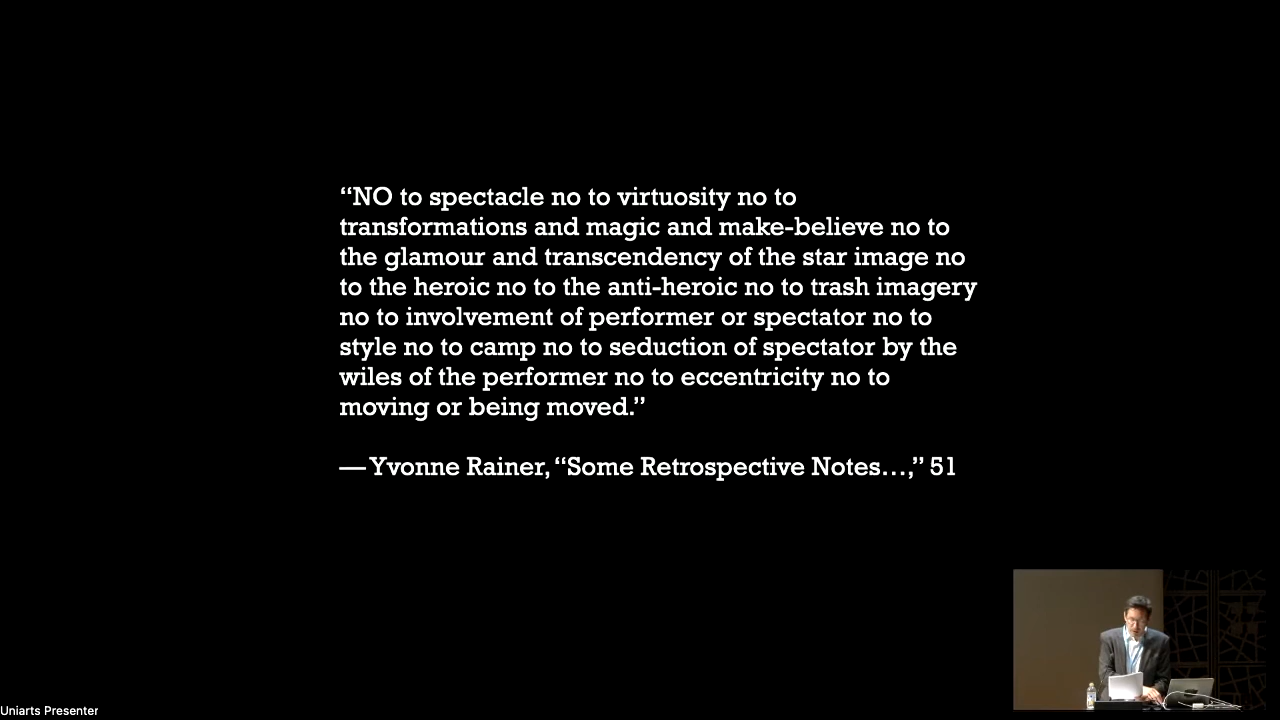 “NO to spectacle no to virtuosity no to
transformations and magic and make-believe no to
the glamour and transcendency of the star image no
to the heroic no to the anti-heroic no to trash imagery
no to involvement of performer or spectator no to
style no to camp no to seduction of spectator by the
wiles of the performer no to eccentricity no to
moving or being moved.”
— Yvonne Rainer, “Some Retrospective Notes…,” 51
Uniarts Presenter